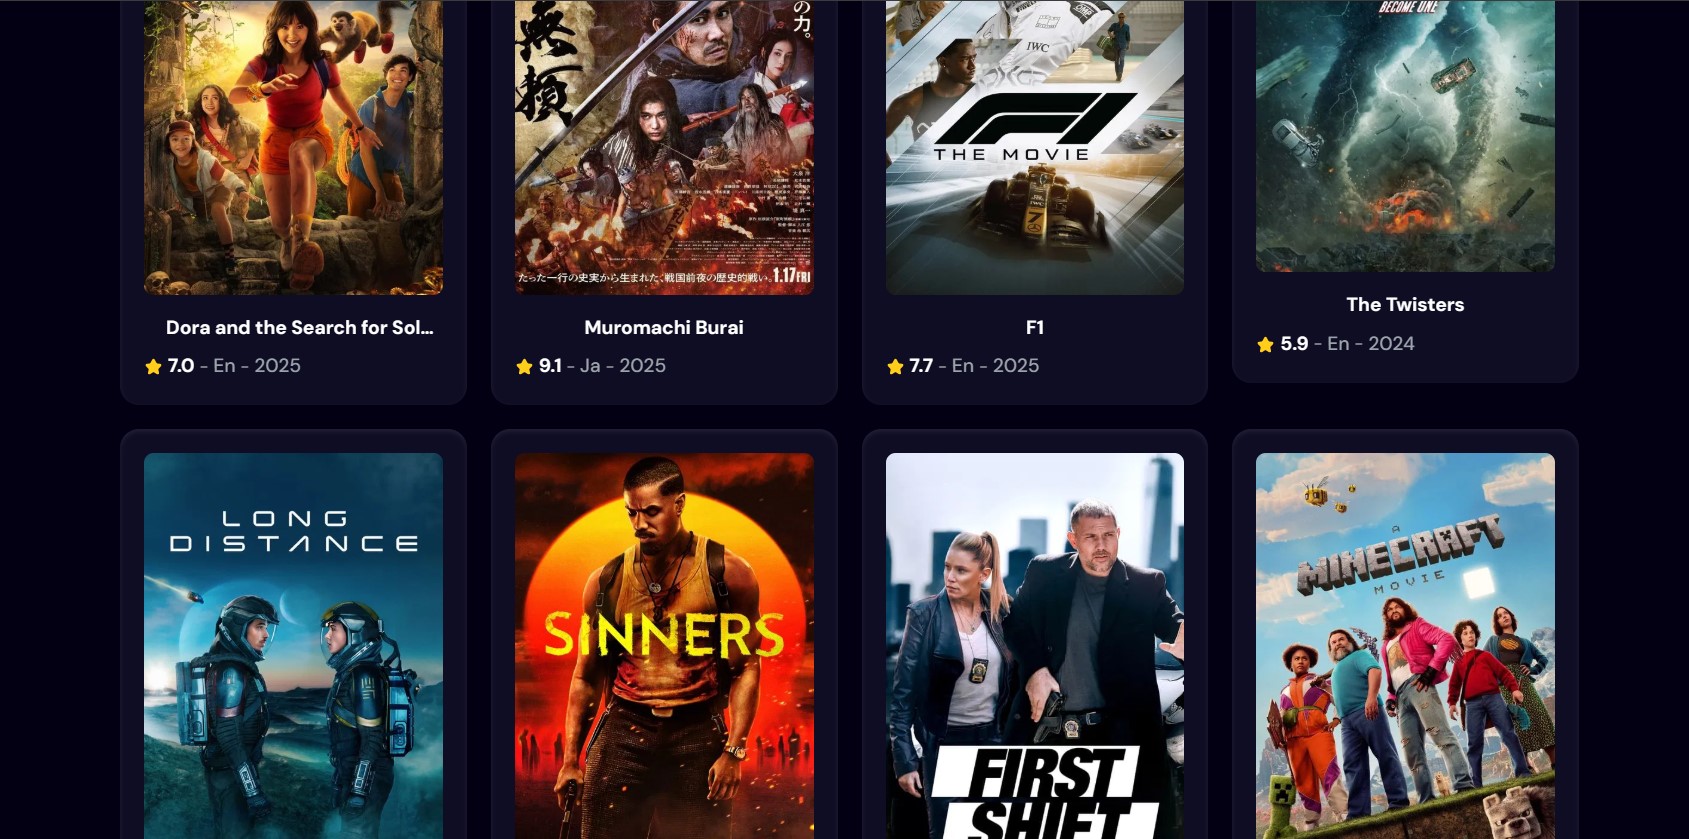 BECOME ONE
の力。
無頼
IWC
F1
THE MOVIE
7
たった一行の史実から生まれた、戦国前夜の歴史的戦い。1.17FRI
Dora and the Search for Sol...
Muromachi Burai
F1
The Twisters
7.0 - En - 2025
9.1 - Ja - 2025
7.7 - En - 2025
5.9 - En - 2024
LONG
DISTANCE
SINNERS
FIRST
SHIFT
A
MINECRAFT
MOVIE